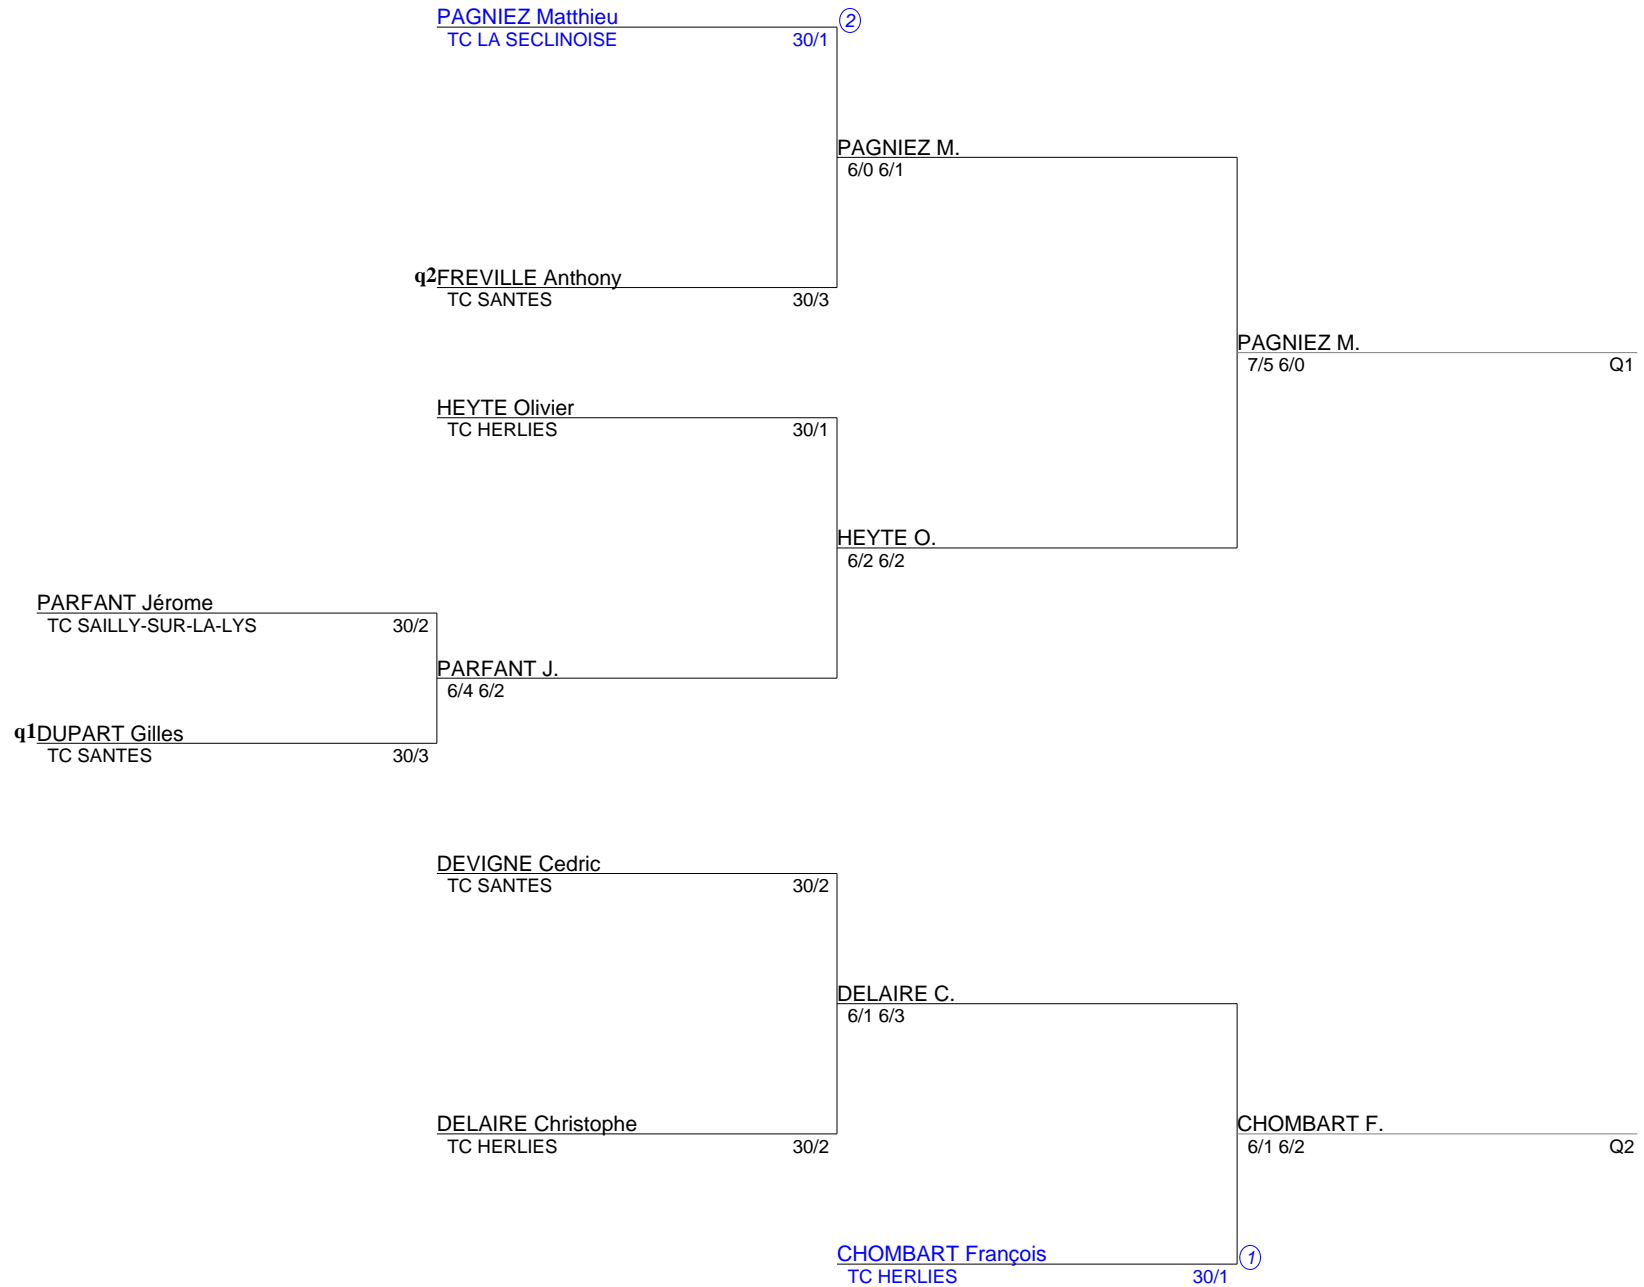 PAGNIEZ Matthieu 2
TC LA SECLINOISE 30/1
PAGNIEZ M.
6/0 6/1
q2 FREVILLE Anthony
TC SANTES 30/3
PAGNIEZ M.
7/5 6/0 Q1
HEYTE Olivier
TC HERLIES 30/1
HEYTE O.
6/2 6/2
PARFANT Jérome
TC SAILLY-SUR-LA-LYS 30/2
PARFANT J.
6/4 6/2
q1 DUPART Gilles
TC SANTES 30/3
DEVIGNE Cedric
TC SANTES 30/2
DELAIRE C.
6/1 6/3
DELAIRE Christophe
TC HERLIES 30/2
CHOMBART F.
6/1 6/2 Q2
CHOMBART François 1
TC HERLIES 30/1